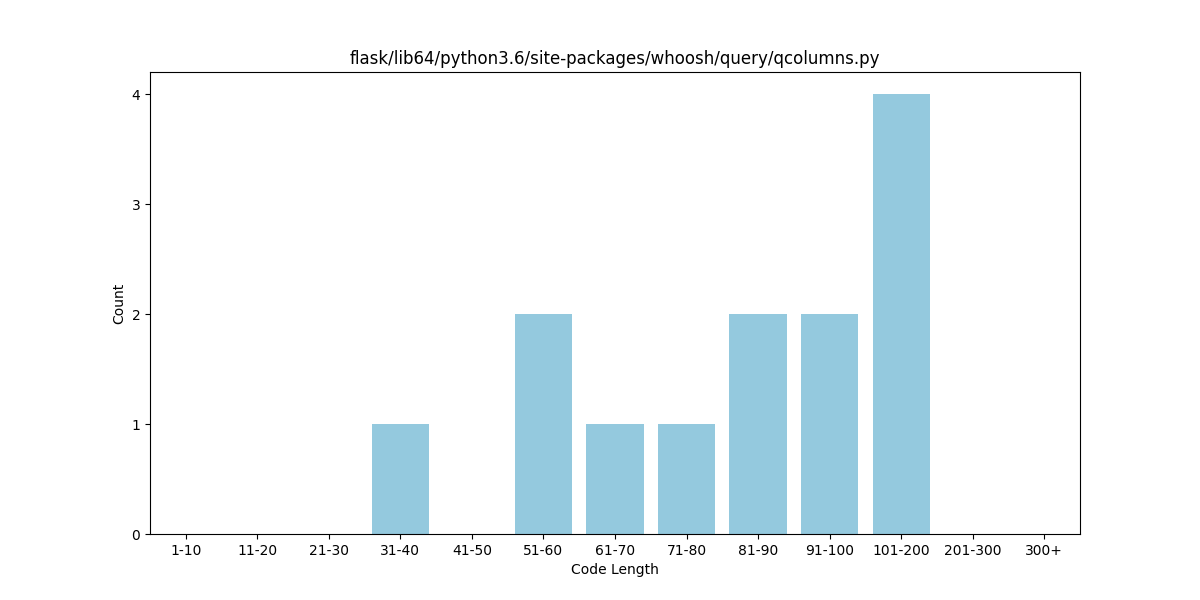 flask/lib64/python3.6/site-packages/whoosh/query/qcolumns.py
4
3
2
1
0
Count
1-10 11-20 21-30 31-40 41-50 51-60 61-70 71-80 81-90 91-100 101-200 201-300 300+
Code Length